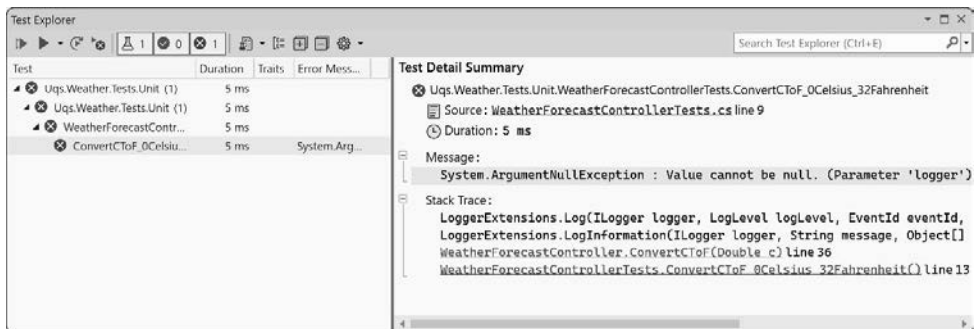 Test Explorer
1 0 1
Search Test Explorer (Ctrl+E)
Test Duration Traits Error Mess...
Uqs.Weather.Tests.Unit (1) 5 ms
Uqs.Weather.Tests.Unit (1) 5 ms
WeatherForecastContr... 5 ms
ConvertCToF_0Celsiu... 5 ms System.Arg...
Test Detail Summary
Uqs.Weather.Tests.Unit.WeatherForecastControllerTests.ConvertCToF_0Celsius_32Fahrenheit
Source: WeatherForecastControllerTests.cs line 9
Duration: 5 ms
Message:
System.ArgumentNullException : Value cannot be null. (Parameter 'logger')
Stack Trace:
LoggerExtensions.Log(ILogger logger, LogLevel logLevel, EventId eventId,
LoggerExtensions.LogInformation(ILogger logger, String message, Object[]
WeatherForecastController.ConvertCToF(Double c) line 36
WeatherForecastControllerTests.ConvertCToF_0Celsius_32Fahrenheit() line 13